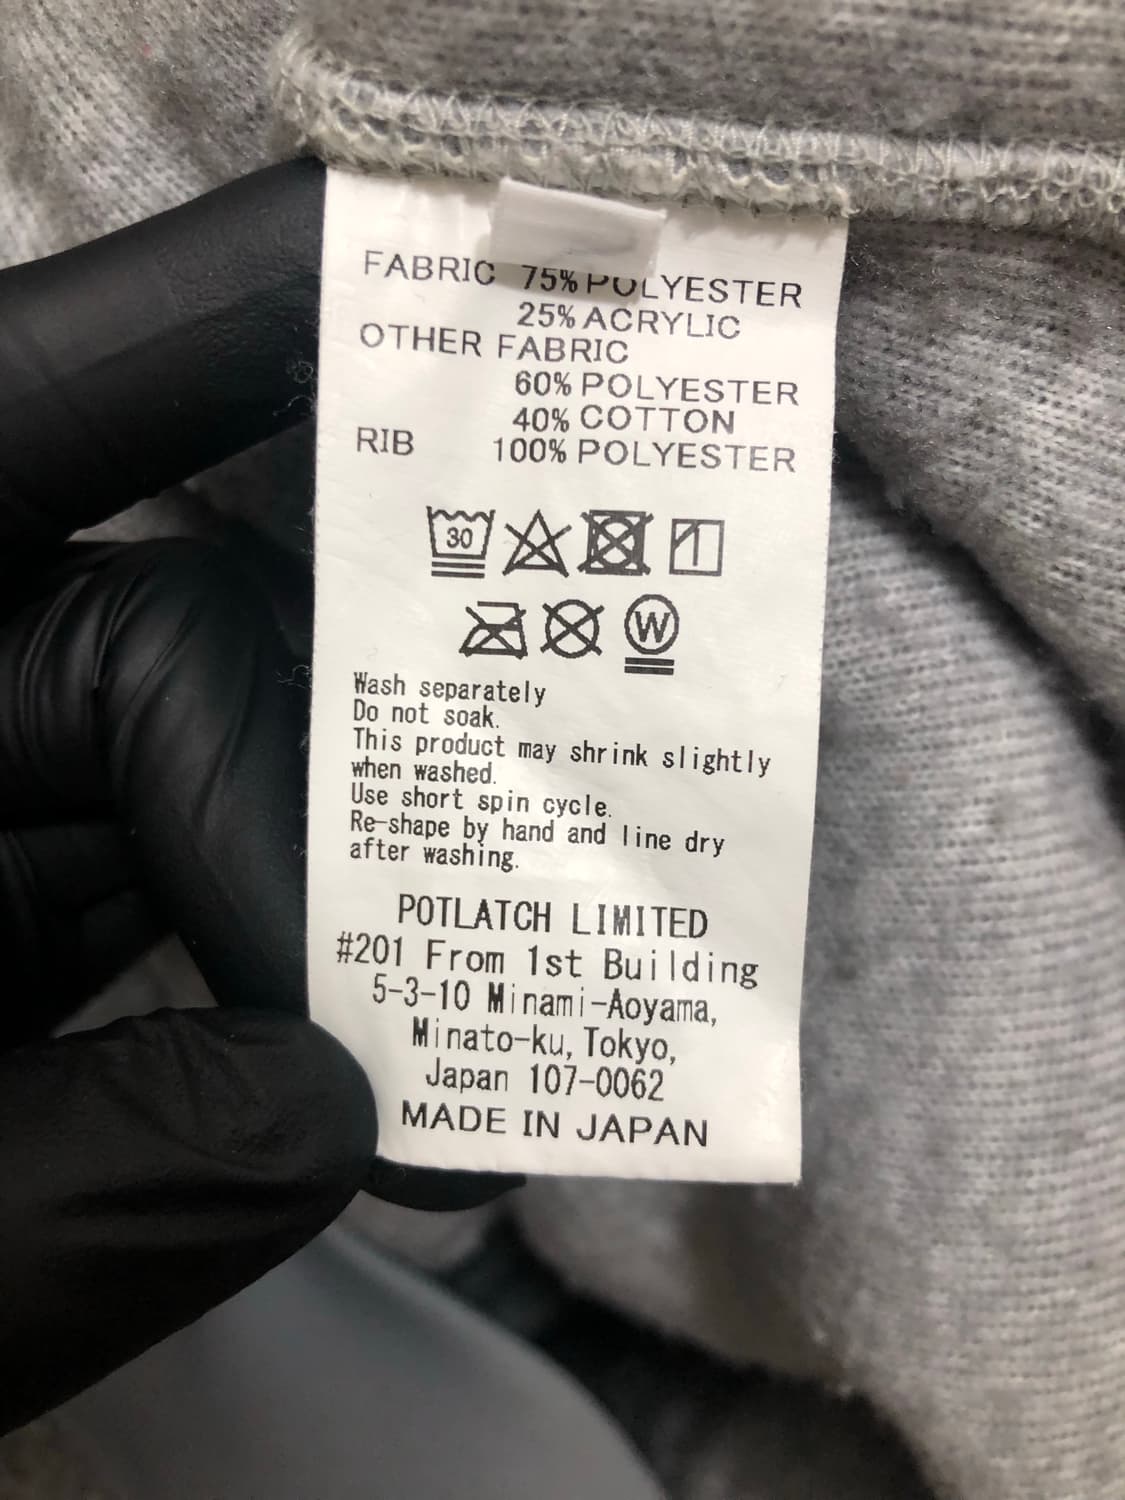 FABRIC 75% POLYESTER
25% ACRYLIC
OTHER FABRIC
60% POLYESTER
40% COTTON
RIB 100% POLYESTER
30
W
Wash separately
Do not soak.
This product may shrink slightly
when washed.
Use short spin cycle.
Re-shape by hand and line dry
after washing.
POTLATCH LIMITED
#201 From 1st Building
5-3-10 Minami-Aoyama,
Minato-ku, Tokyo,
Japan 107-0062
MADE IN JAPAN